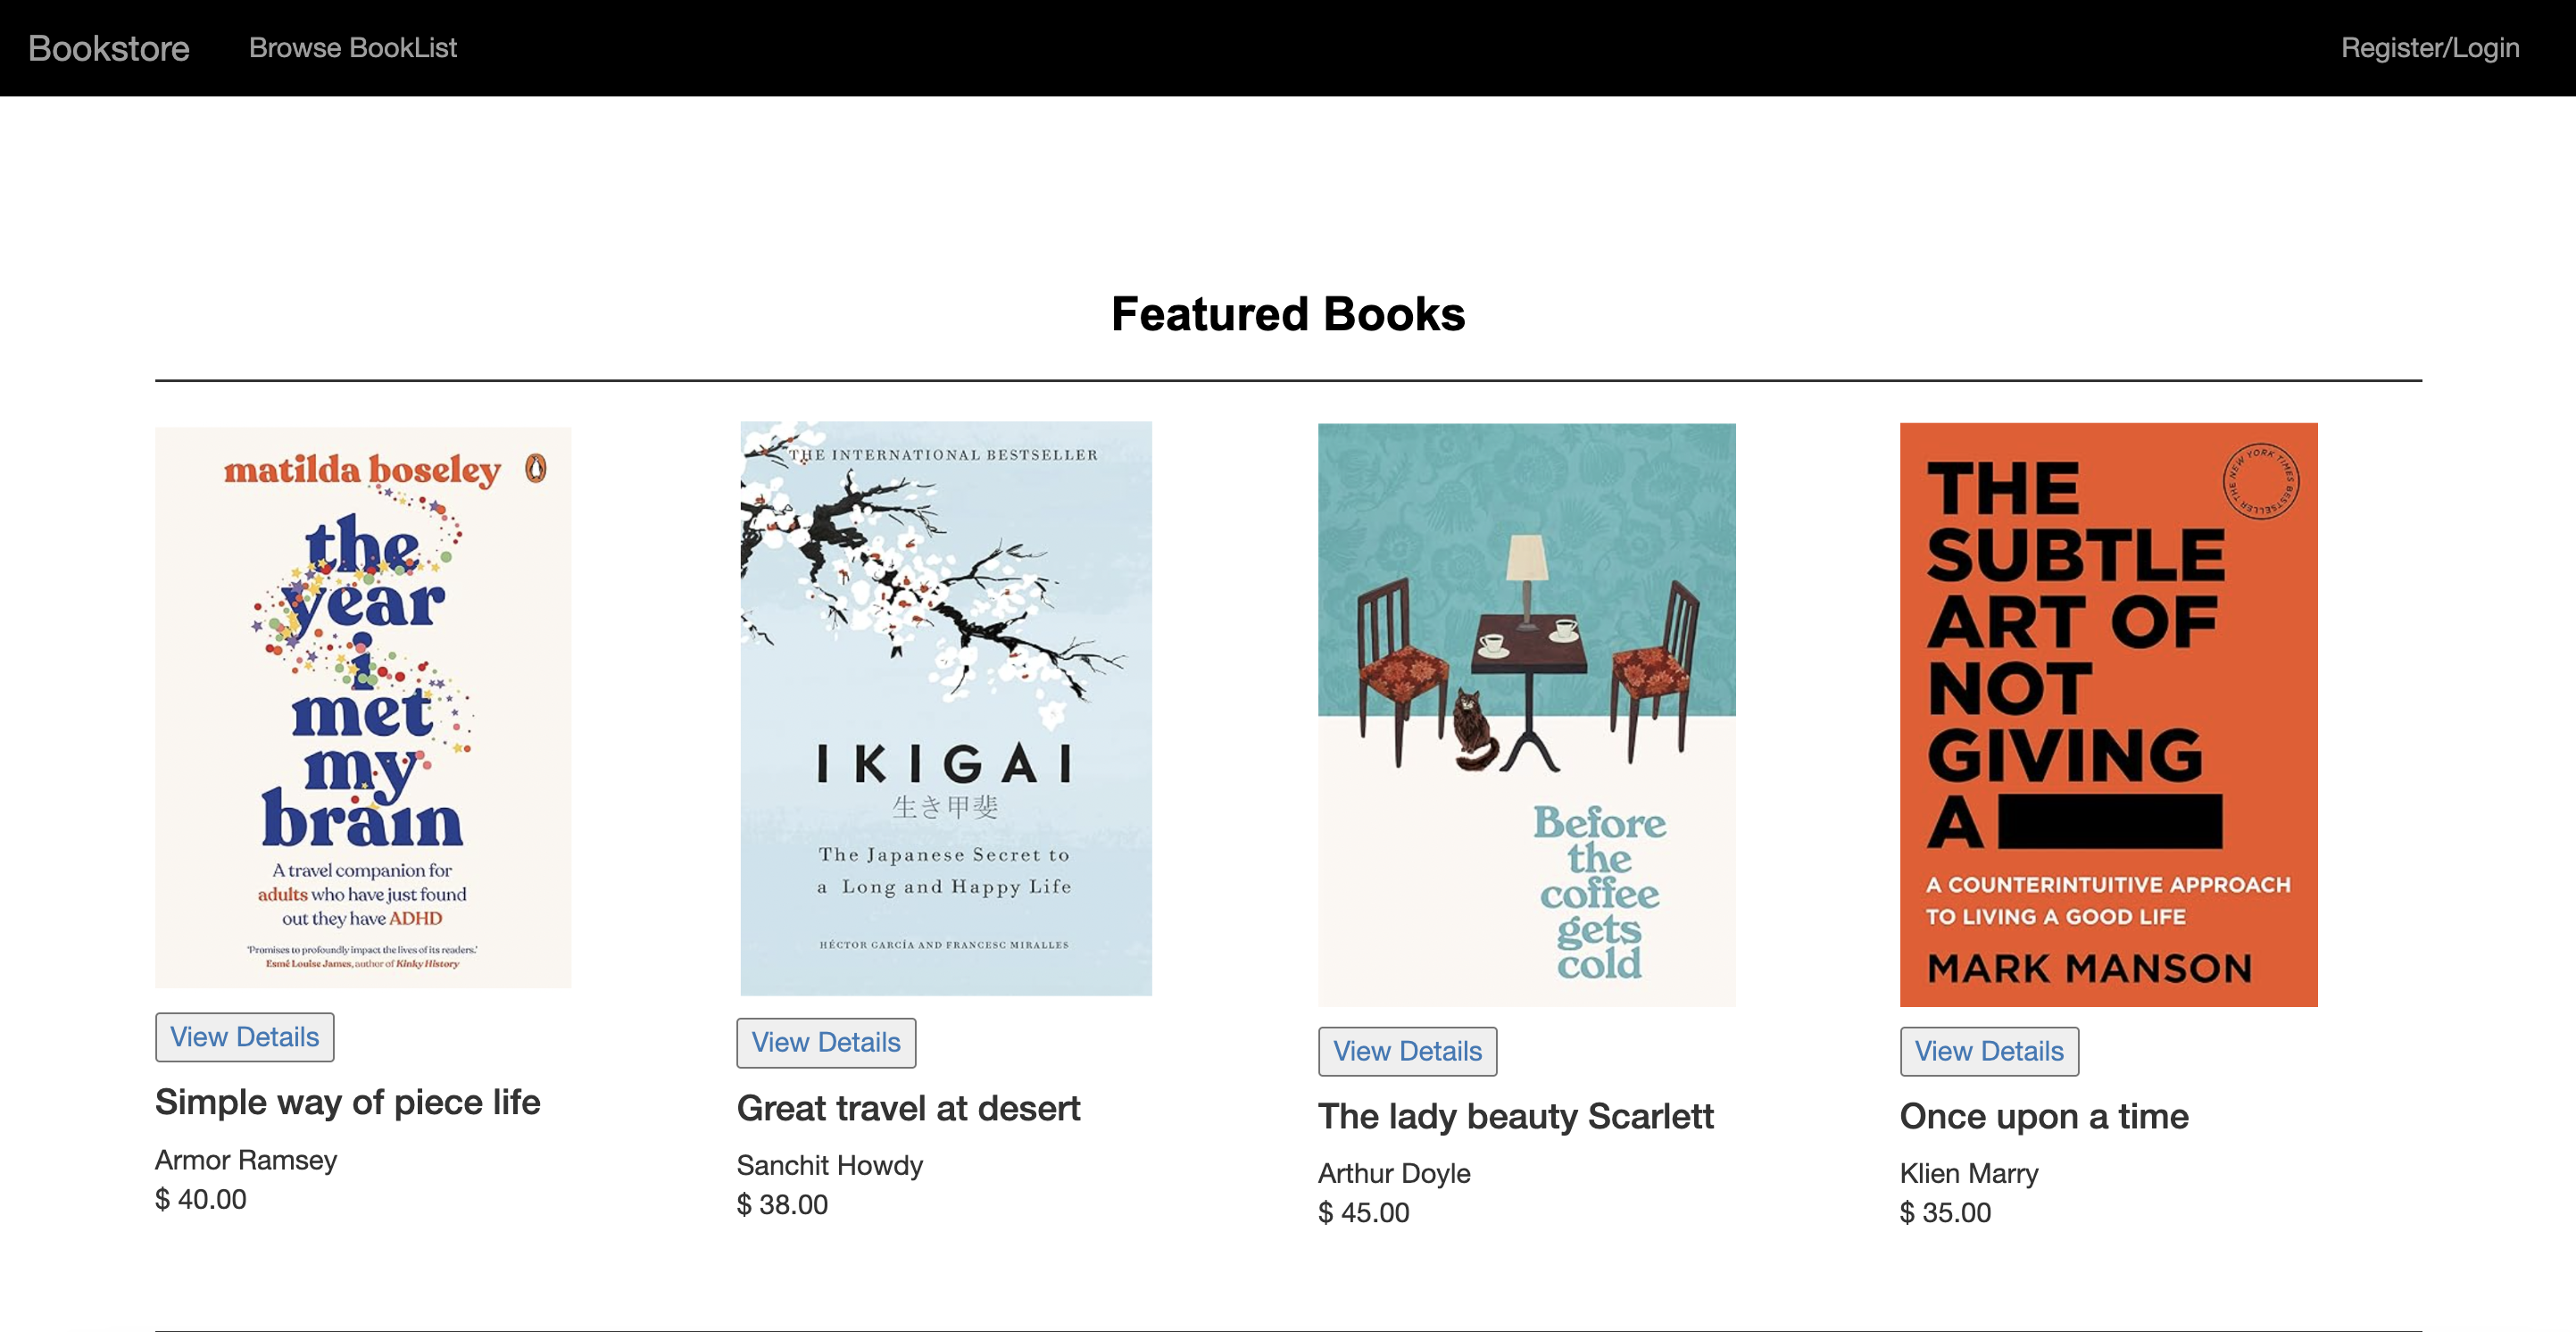 Bookstore Browse BookList Register/Login
Featured Books
matilda boseley
the
year
i
met
my
brain
A travel companion for
adults who have just found
out they have ADHD
'Promises to profoundly impact the lives of its readers.'
Esmé Louise James, author of Kinky History
View Details
Simple way of piece life
Armor Ramsey
$ 40.00
THE INTERNATIONAL BESTSELLER
IKIGAI
生き甲斐
The Japanese Secret to
a Long and Happy Life
HÉCTOR GARCÍA AND FRANCESC MIRALLES
View Details
Great travel at desert
Sanchit Howdy
$ 38.00
Before
the
coffee
gets
cold
View Details
The lady beauty Scarlett
Arthur Doyle
$ 45.00
THE NEW YORK TIMES BESTSELLER
THE
SUBTLE
ART OF
NOT
GIVING
A
A COUNTERINTUITIVE APPROACH
TO LIVING A GOOD LIFE
MARK MANSON
View Details
Once upon a time
Klien Marry
$ 35.00